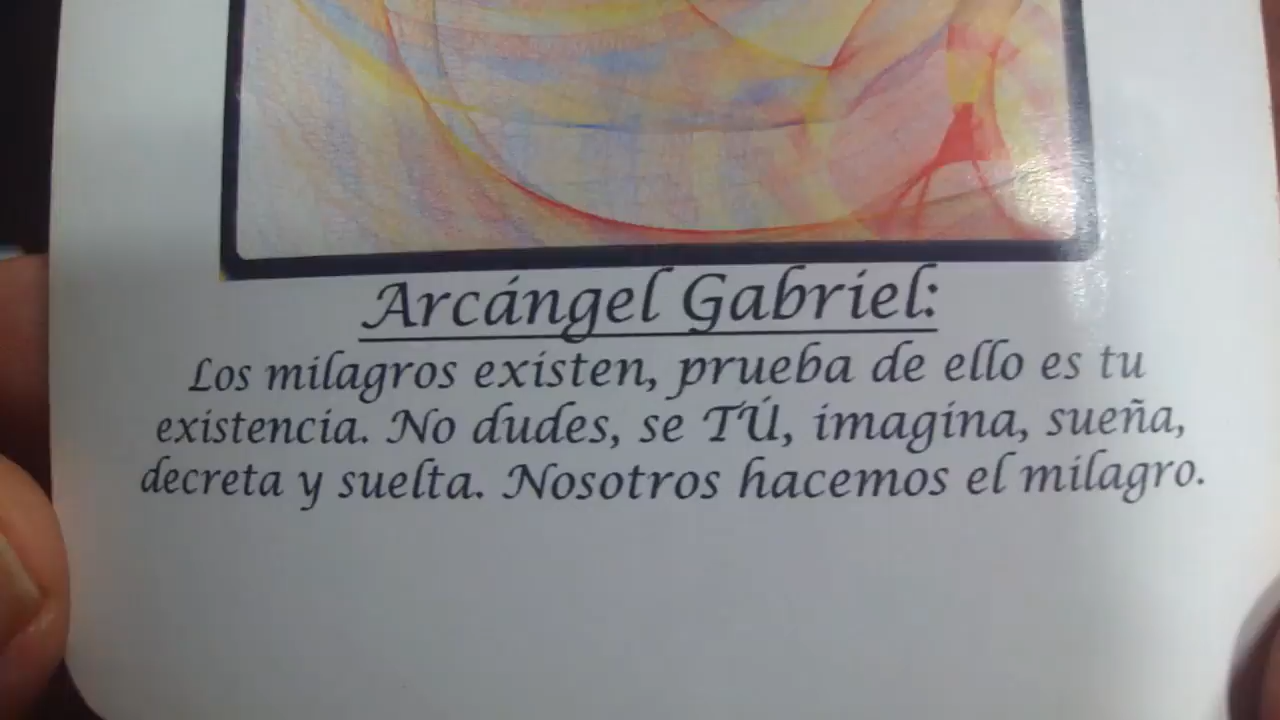 Arcángel Gabriel:
Los milagros existen, prueba de ello es tu
existencia. No dudes, se TÚ, imagina, sueña,
decreta y suelta. Nosotros hacemos el milagro.